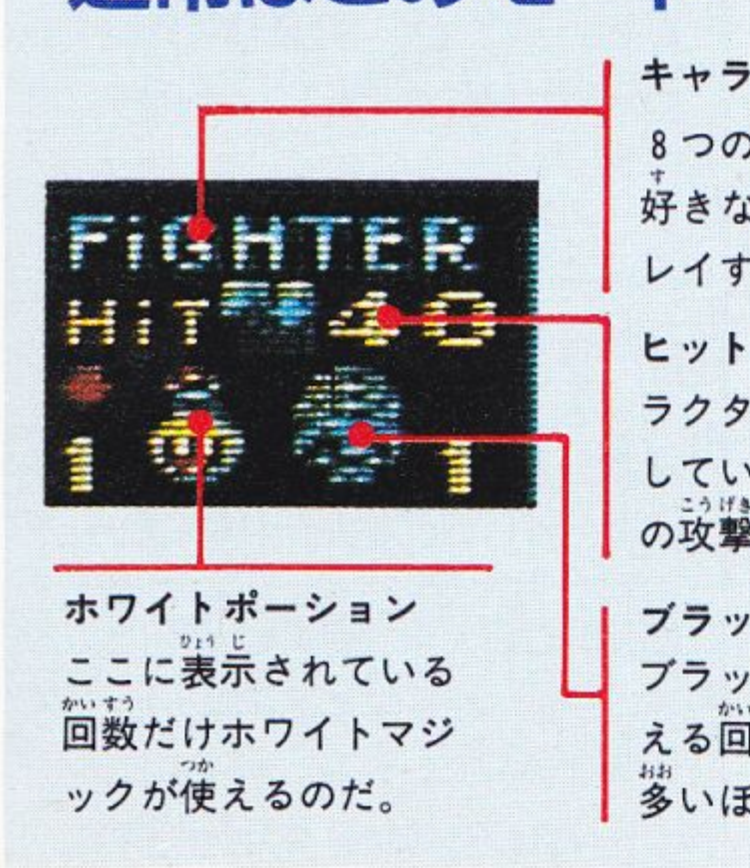 FiGHTER
HiT 40
1 1
ホワイトポーション
ここに表示されている
回数だけホワイトマジ
ックが使えるのだ。
キャラ
8つの
好きな
レイす
ヒット
ラクタ
してい
の攻撃
ブラッ
ブラッ
える回
多いほ